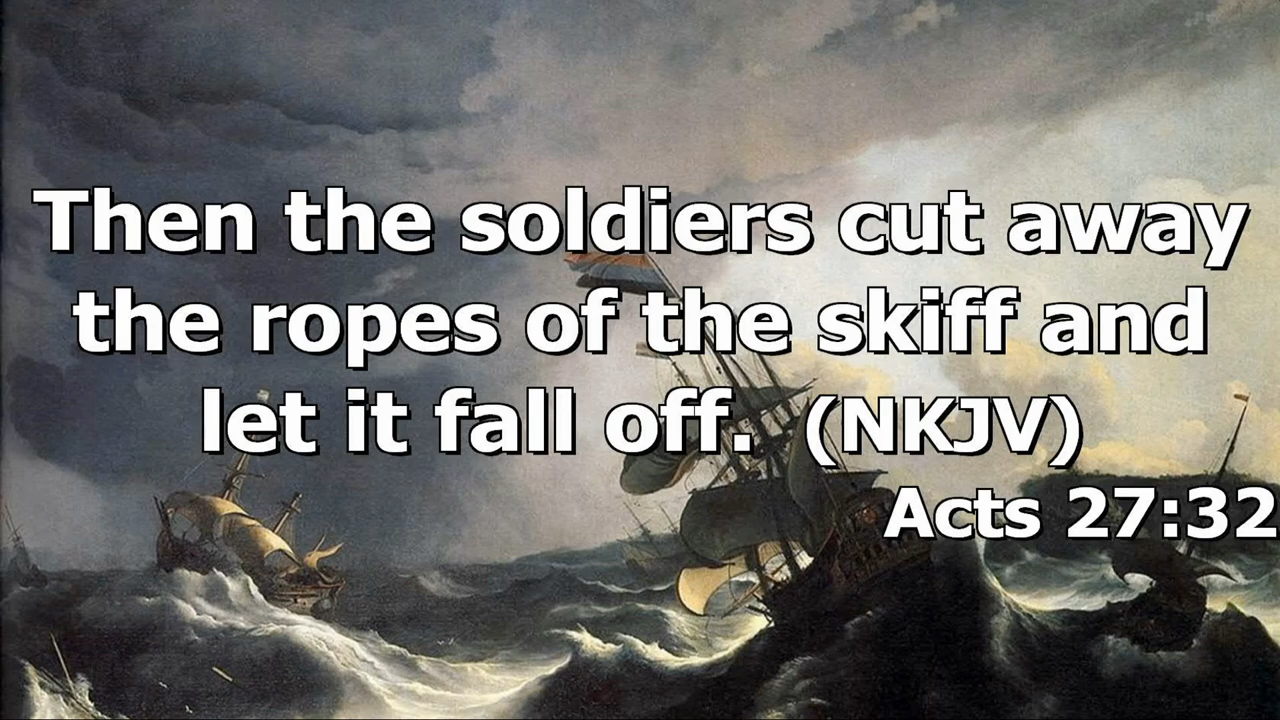 Then the soldiers cut away
the ropes of the skiff and
let it fall off. (NKJV)
Acts 27:32